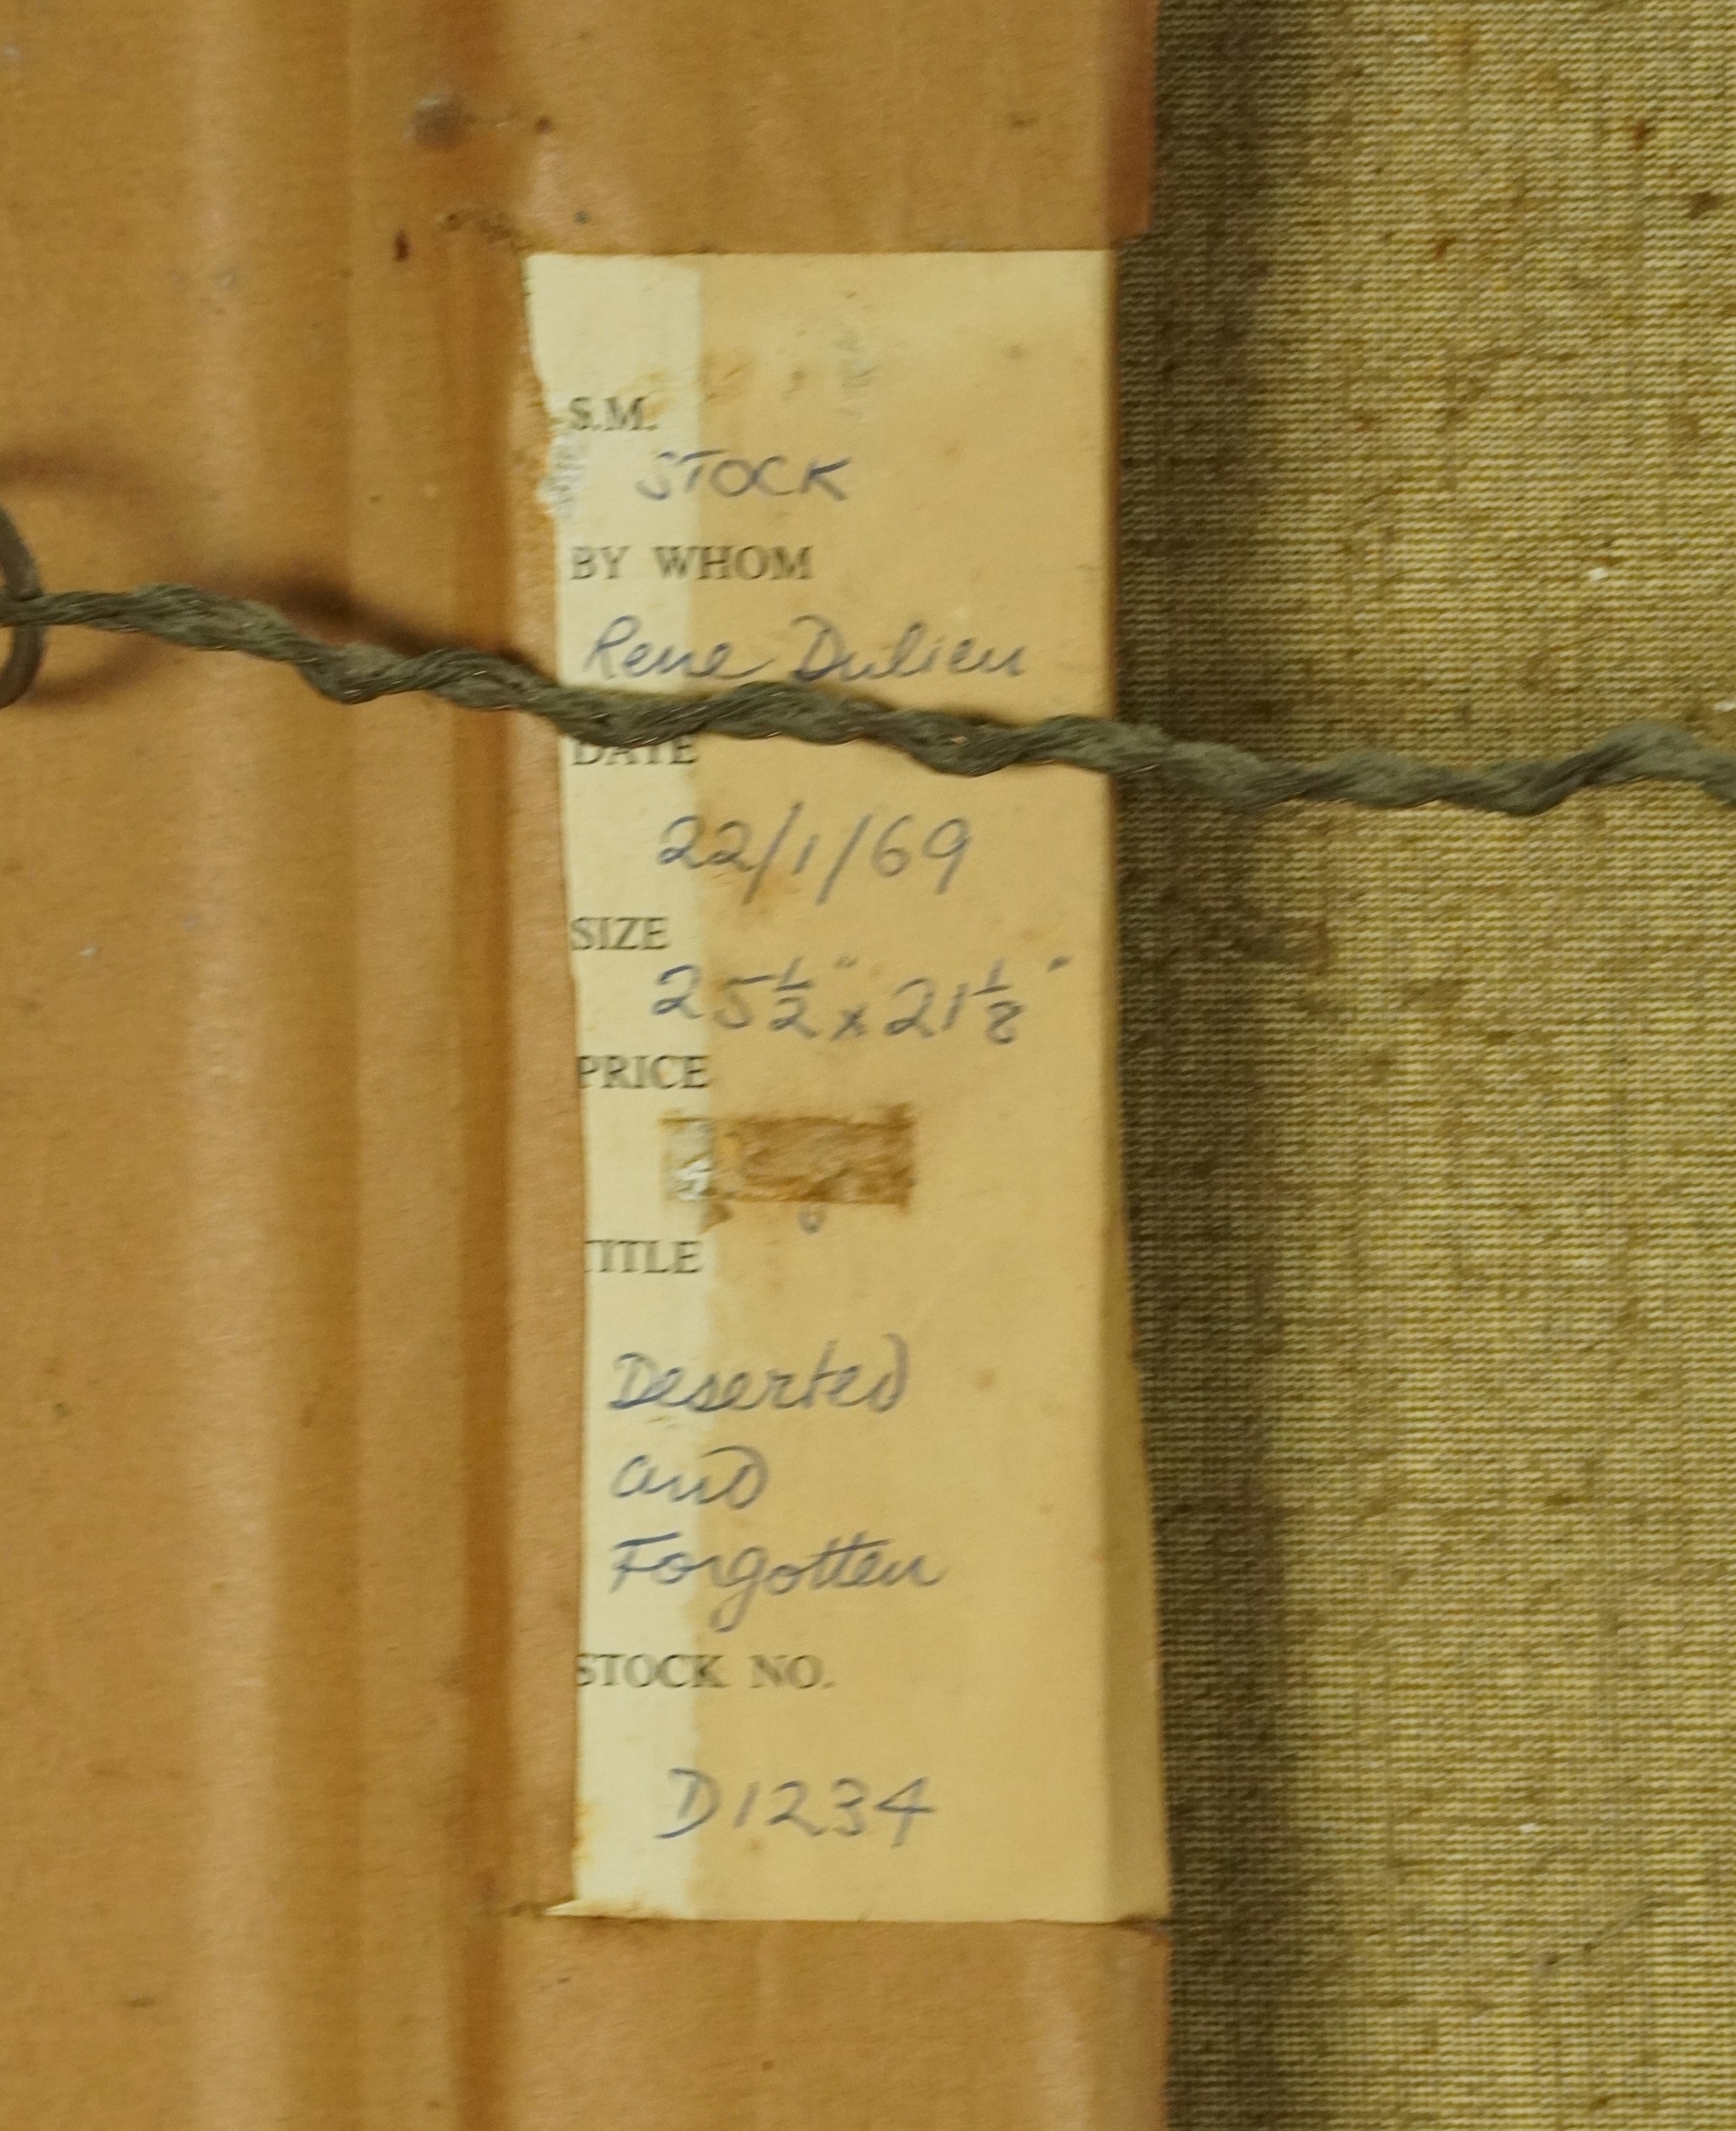 S.M.
STOCK
BY WHOM
Rene Dulieu
DATE
22/1/69
SIZE
25½" x 21⅛"
PRICE
TITLE
Deserted
and
Forgotten
STOCK NO.
D1234